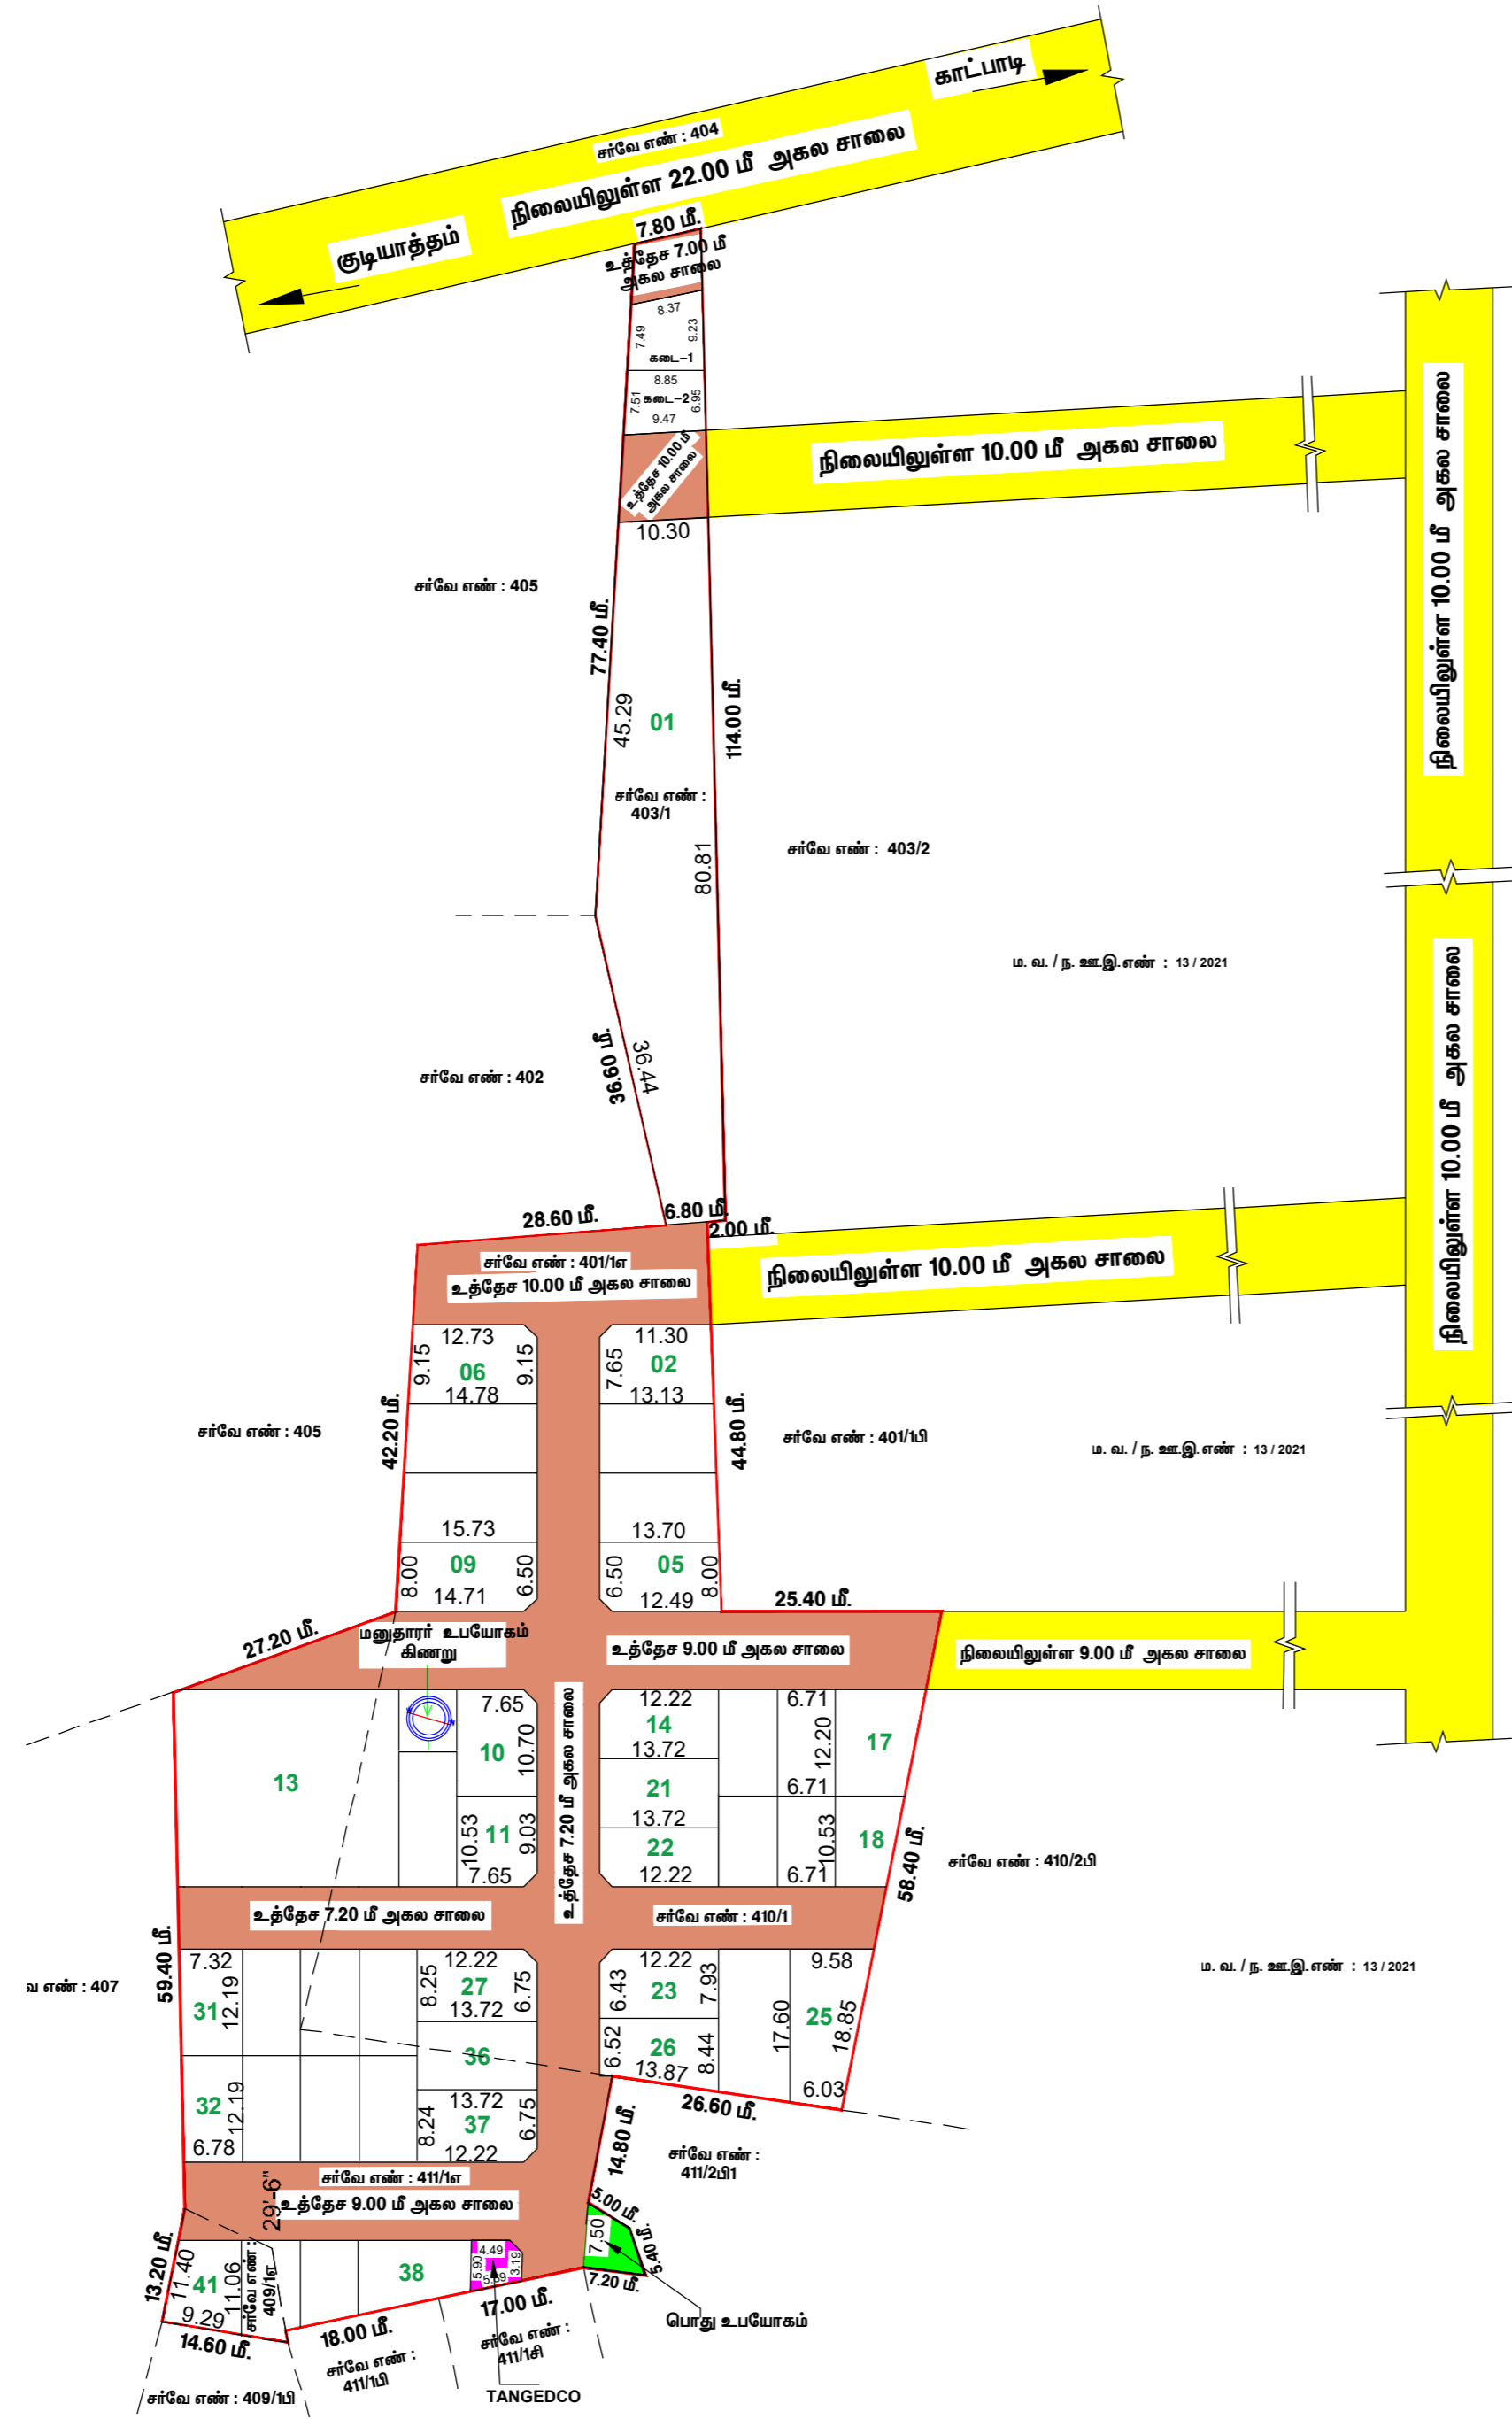 காட்பாடி
சர்வே எண் : 404
நிலையிலுள்ள 22.00 மீ அகல சாலை
குடியாத்தம்
7.80 மீ.
உத்தேச 7.00 மீ
அகல சாலை
8.37
7.49
9.23
கடை-1
8.85
7.51
கடை-2
6.95
9.47
உத்தேச 10.00 மீ
அகல சாலை
நிலையிலுள்ள 10.00 மீ அகல சாலை
நிலையிலுள்ள 10.00 மீ அகல சாலை
10.30
சர்வே எண் : 405
77.40 மீ.
45.29
01
114.00 மீ.
சர்வே எண் :
403/1
80.81
சர்வே எண் : 403/2
ம. வ. / ந. ஊ.இ.எண் : 13 / 2021
நிலையிலுள்ள 10.00 மீ அகல சாலை
சர்வே எண் : 402
36.60 மீ.
36.44
28.60 மீ.
6.80 மீ.
2.00 மீ.
சர்வே எண் : 401/1எ
உத்தேச 10.00 மீ அகல சாலை
நிலையிலுள்ள 10.00 மீ அகல சாலை
12.73
9.15
06
9.15
14.78
11.30
7.65
02
13.13
சர்வே எண் : 405
42.20 மீ.
44.80 மீ.
சர்வே எண் : 401/1பி
ம. வ. / ந. ஊ.இ.எண் : 13 / 2021
15.73
8.00
09
6.50
14.71
13.70
6.50
05
8.00
12.49
25.40 மீ.
27.20 மீ.
மனுதாரர் உபயோகம்
கிணறு
உத்தேச 9.00 மீ அகல சாலை
நிலையிலுள்ள 9.00 மீ அகல சாலை
உத்தேச 7.20 மீ அகல சாலை
7.65
10
10.70
12.22
14
13.72
6.71
12.20
17
13
21
6.71
13.72
10.53
11
9.03
7.65
22
12.22
10.53
18
6.71
58.40 மீ.
சர்வே எண் : 410/2பி
உத்தேச 7.20 மீ அகல சாலை
சர்வே எண் : 410/1
59.40 மீ.
வ எண் : 407
7.32
31
12.19
12.22
8.25
27
6.75
13.72
12.22
6.43
23
7.93
9.58
17.60
25
18.85
ம. வ. / ந. ஊ.இ.எண் : 13 / 2021
36
6.52
26
8.44
13.87
6.03
26.60 மீ.
32
12.19
6.78
13.72
8.24
37
6.75
12.22
14.80 மீ.
சர்வே எண் :
411/2பி1
சர்வே எண் : 411/1எ
29'-6"
உத்தேச 9.00 மீ அகல சாலை
5.00 மீ.
7.50
5.40 மீ.
7.20 மீ.
13.20 மீ.
11.40
41
11.06
9.29
சர்வே எண் :
409/1எ
38
4.49
5.90
3.19
14.60 மீ.
18.00 மீ.
17.00 மீ.
பொது உபயோகம்
சர்வே எண் :
411/1பி
சர்வே எண் :
411/1சி
சர்வே எண் : 409/1பி
TANGEDCO